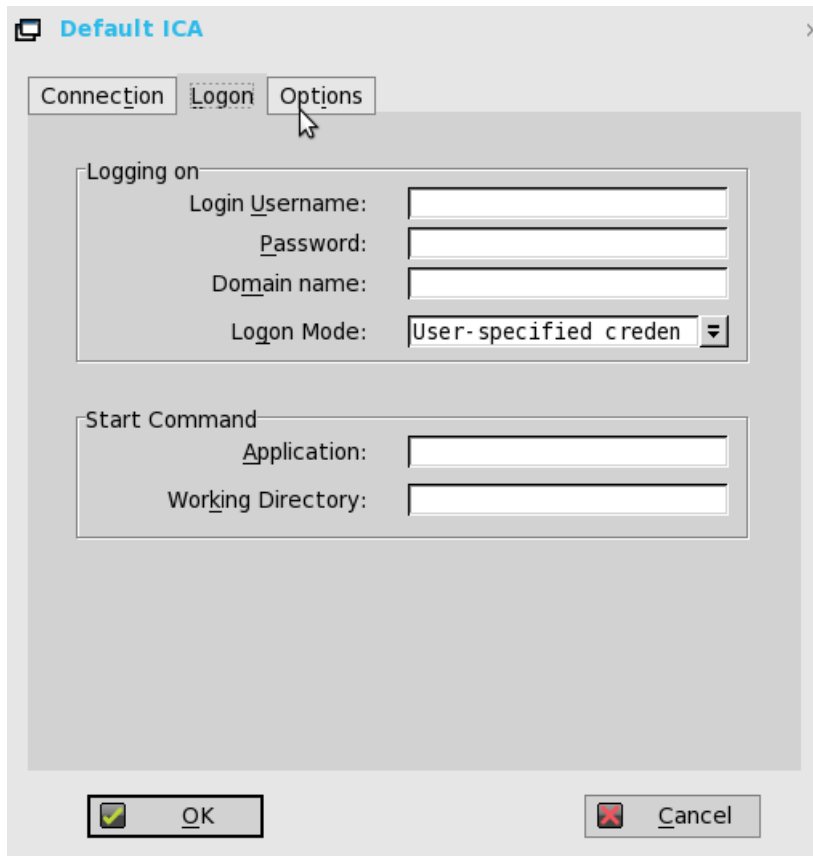 Default ICA
Connection Logon Options
Logging on
Login Username:
Password:
Domain name:
Logon Mode: User-specified creden
Start Command
Application:
Working Directory:
OK Cancel